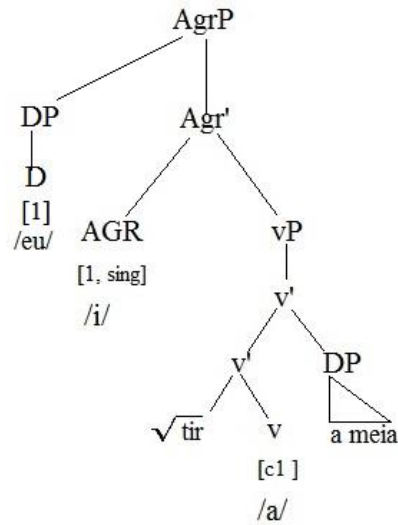 AgrP
DP Agr'
D
[1] AGR vP
/eu/ [1, sing]
/i/ v'
v' DP
√tir v a meia
[c1 ]
/a/